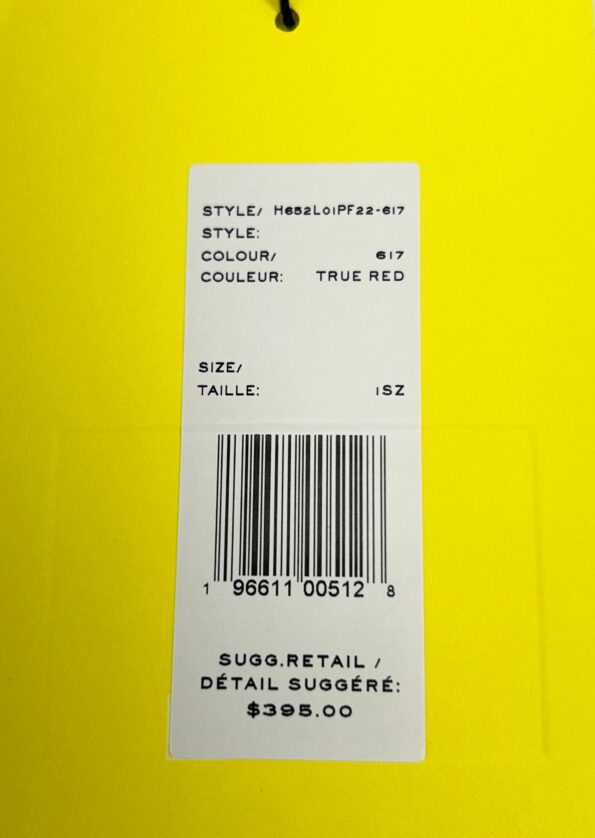 STYLE/ H652L01PF22-617
STYLE:
COLOUR/ 617
COULEUR: TRUE RED
SIZE/
TAILLE: 1SZ
1 96611 00512 8
SUGG.RETAIL /
DÉTAIL SUGGÉRÉ:
$395.00